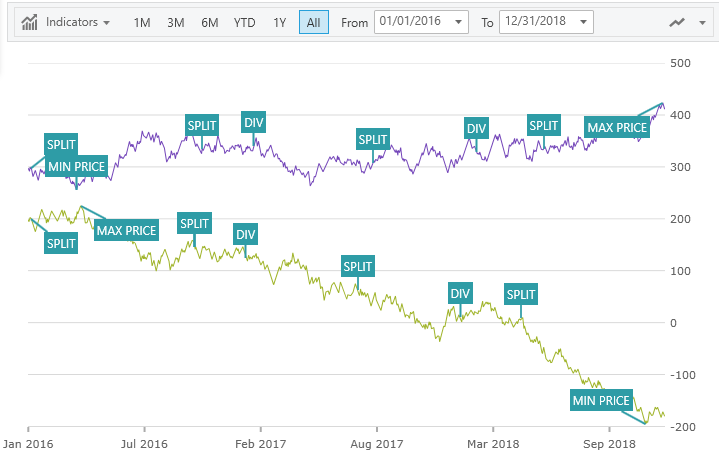 Indicators 1M 3M 6M YTD 1Y All From 01/01/2016 To 12/31/2018
500
400
300
200
100
0
-100
-200
SPLIT
MIN PRICE
SPLIT
DIV
SPLIT
DIV
SPLIT
MAX PRICE
SPLIT
MAX PRICE
SPLIT
DIV
SPLIT
DIV
SPLIT
MIN PRICE
Jan 2016 Jul 2016 Feb 2017 Aug 2017 Mar 2018 Sep 2018